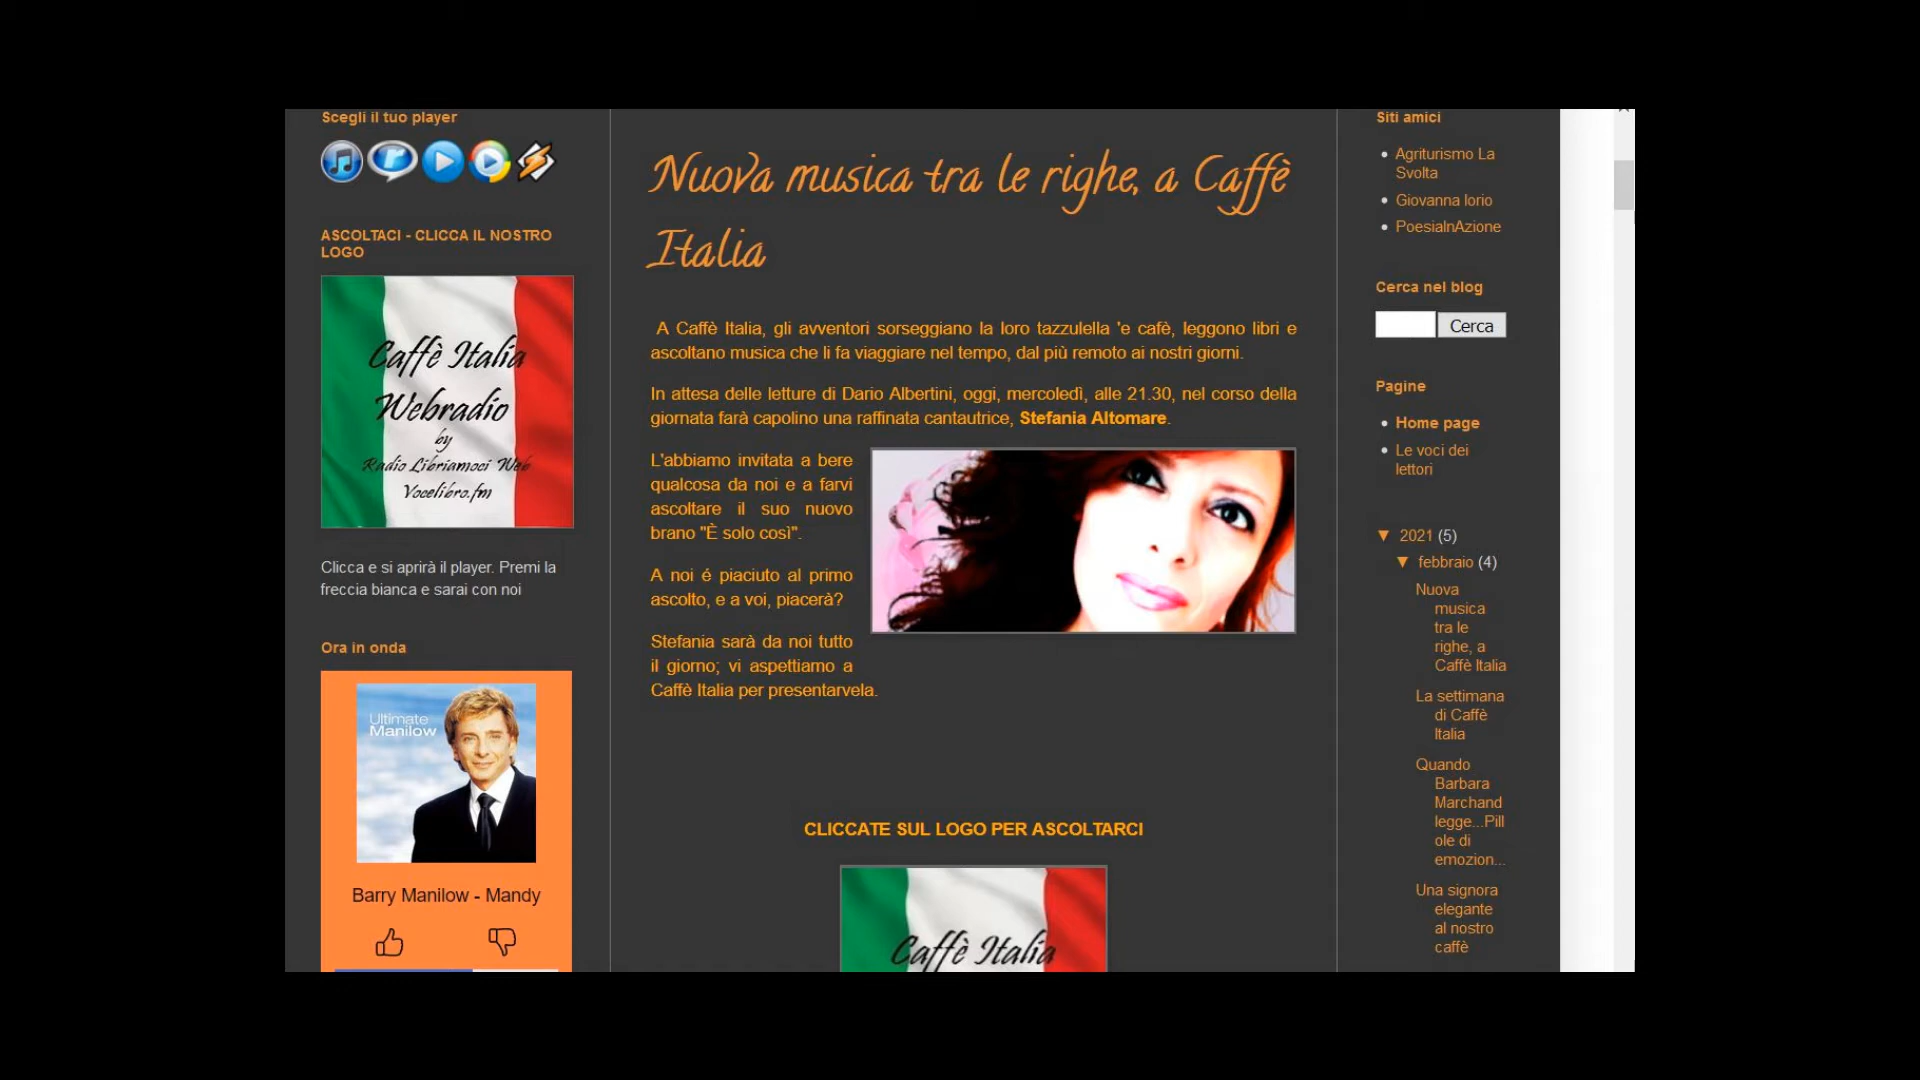 Scegli il tuo player
ASCOLTACI - CLICCA IL NOSTRO
LOGO
Caffè Italia
Webradio
by
Radio Libriamoci Web
Vocelibro.fm
Clicca e si aprirà il player. Premi la
freccia bianca e sarai con noi
Ora in onda
Ultimate
Manilow
Barry Manilow - Mandy
Nuova musica tra le righe, a Caffè
Italia
A Caffè Italia, gli avventori sorseggiano la loro tazzulella 'e cafè, leggono libri e
ascoltano musica che li fa viaggiare nel tempo, dal più remoto ai nostri giorni.
In attesa delle letture di Dario Albertini, oggi, mercoledì, alle 21.30, nel corso della
giornata farà capolino una raffinata cantautrice, Stefania Altomare.
L'abbiamo invitata a bere
qualcosa da noi e a farvi
ascoltare il suo nuovo
brano "È solo così".
A noi é piaciuto al primo
ascolto, e a voi, piacerà?
Stefania sarà da noi tutto
il giorno; vi aspettiamo a
Caffè Italia per presentarvela.
CLICCATE SUL LOGO PER ASCOLTARCI
Caffè Italia
Siti amici
Agriturismo La
Svolta
Giovanna Iorio
PoesiaInAzione
Cerca nel blog
Cerca
Pagine
Home page
Le voci dei
lettori
▼ 2021 (5)
▼ febbraio (4)
Nuova
musica
tra le
righe, a
Caffè Italia
La settimana
di Caffè
Italia
Quando
Barbara
Marchand
legge...Pill
ole di
emozion...
Una signora
elegante
al nostro
caffè